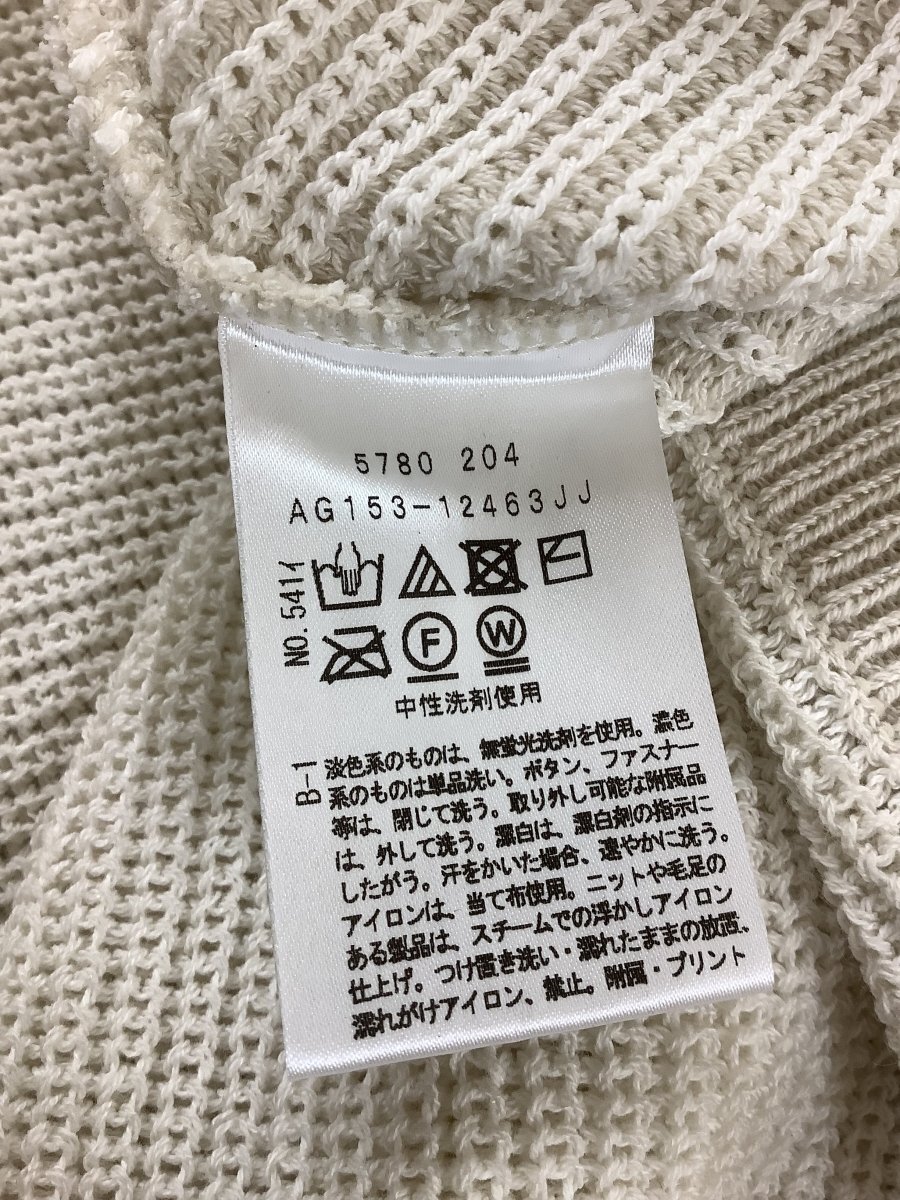 5780 204
AG153-12463JJ
NO.541イ
F
W
中性洗剤使用
B-1
淡色系のものは、無蛍光洗剤を使用。濃色
系のものは単品洗い。ボタン、ファスナー
等は、閉じて洗う。取り外し可能な附属品
は、外して洗う。漂白は、漂白剤の指示に
したがう。汗をかいた場合、速やかに洗う。
アイロンは、当て布使用。ニットや毛足の
ある製品は、スチームでの浮かしアイロン
仕上げ。つけ置き洗い・濡れたままの放置、
濡れがけアイロン、禁止。附属・プリント